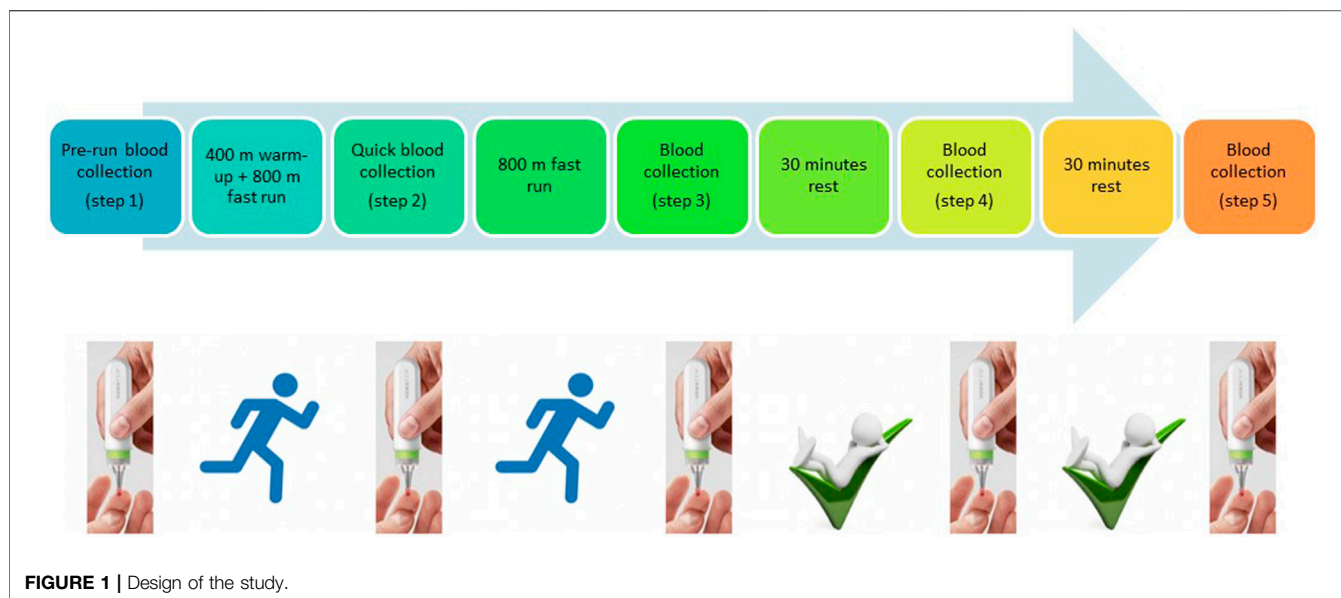 Pre-run blood
collection
(step 1)
400 m warm-
up + 800 m
fast run
Quick blood
collection
(step 2)
800 m fast
run
Blood
collection
(step 3)
30 minutes
rest
Blood
collection
(step 4)
30 minutes
rest
Blood
collection
(step 5)
FIGURE 1 | Design of the study.